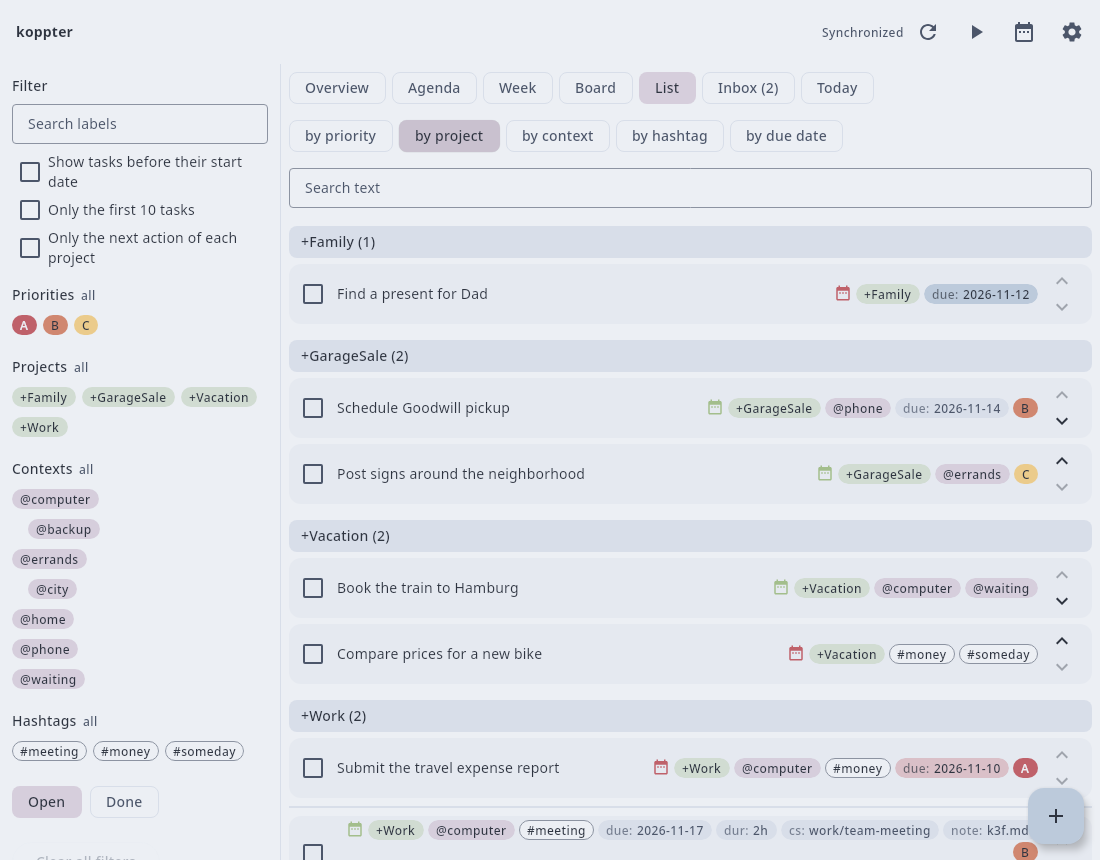 koppter
Synchronized
Filter
Search labels
Show tasks before their start
date
Only the first 10 tasks
Only the next action of each
project
Priorities all
A B C
Projects all
+Family +GarageSale +Vacation
+Work
Contexts all
@computer
@backup
@errands
@city
@home
@phone
@waiting
Hashtags all
#meeting #money #someday
Open Done
Clear all filters
Overview Agenda Week Board List Inbox (2) Today
by priority by project by context by hashtag by due date
Search text
+Family (1)
Find a present for Dad +Family due: 2026-11-12
+GarageSale (2)
Schedule Goodwill pickup +GarageSale @phone due: 2026-11-14 B
Post signs around the neighborhood +GarageSale @errands C
+Vacation (2)
Book the train to Hamburg +Vacation @computer @waiting
Compare prices for a new bike +Vacation #money #someday
+Work (2)
Submit the travel expense report +Work @computer #money due: 2026-11-10 A
+Work @computer #meeting due: 2026-11-17 dur: 2h cs: work/team-meeting note: k3f.md
B